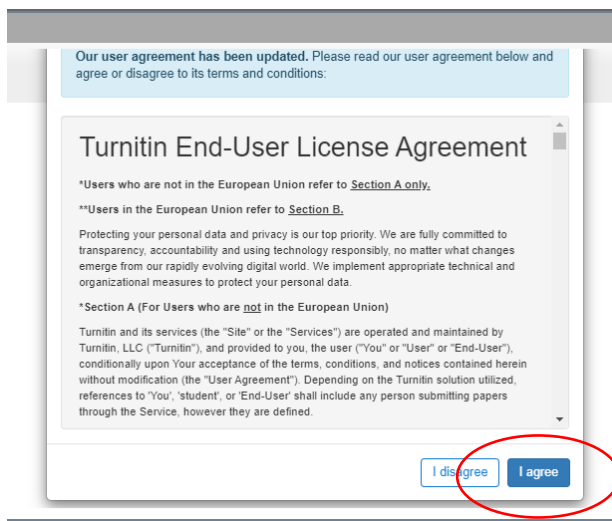 Our user agreement has been updated. Please read our user agreement below and
agree or disagree to its terms and conditions:
Turnitin End-User License Agreement
*Users who are not in the European Union refer to Section A only.
**Users in the European Union refer to Section B.
Protecting your personal data and privacy is our top priority. We are fully committed to
transparency, accountability and using technology responsibly, no matter what changes
emerge from our rapidly evolving digital world. We implement appropriate technical and
organizational measures to protect your personal data.
*Section A (For Users who are not in the European Union)
Turnitin and its services (the "Site" or the "Services") are operated and maintained by
Turnitin, LLC ("Turnitin"), and provided to you, the user ("You" or "User" or "End-User"),
conditionally upon Your acceptance of the terms, conditions, and notices contained herein
without modification (the "User Agreement"). Depending on the Turnitin solution utilized,
references to 'You', 'student', or 'End-User' shall include any person submitting papers
through the Service, however they are defined.
I disagree I agree